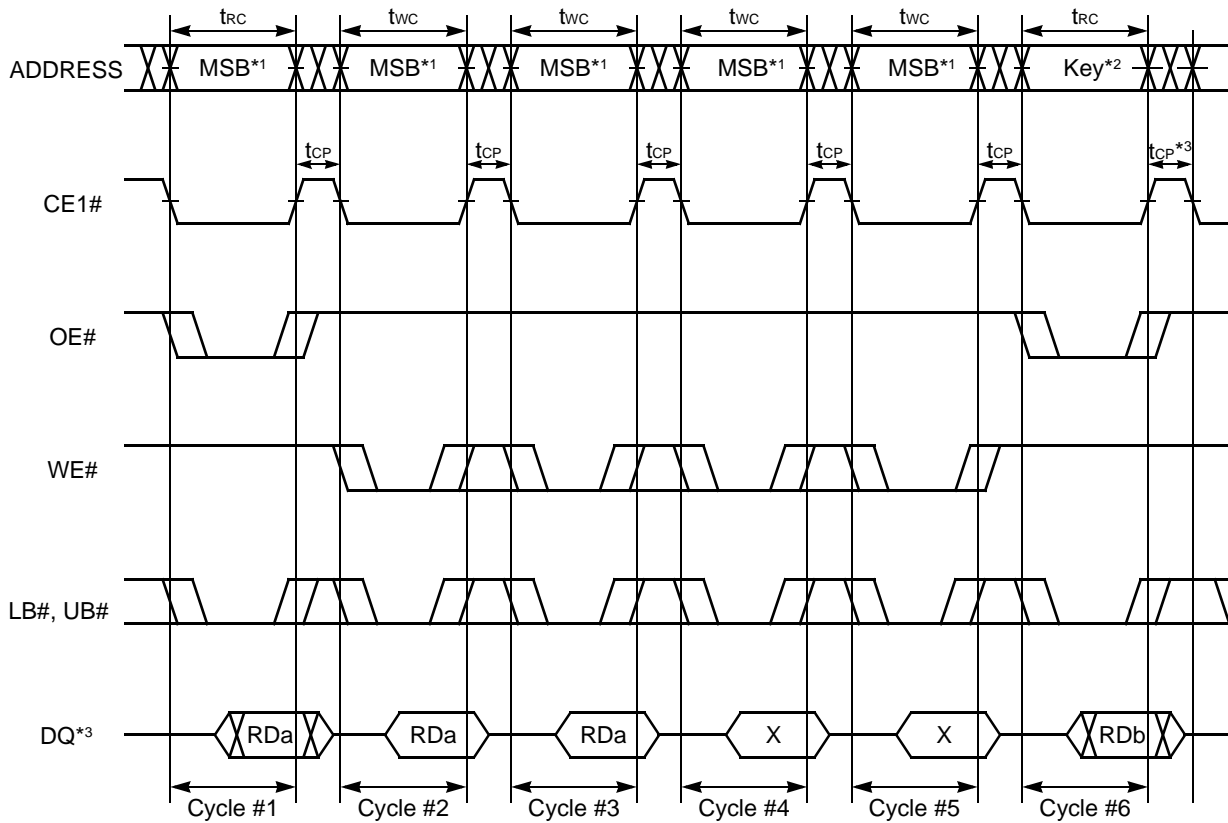 tRC tWC tWC tWC tWC tRC
ADDRESS MSB*1 MSB*1 MSB*1 MSB*1 MSB*1 Key*2
tCP tCP tCP tCP tCP tCP*3
CE1#
OE#
WE#
LB#, UB#
DQ*3 RDa RDa RDa X X RDb
Cycle #1 Cycle #2 Cycle #3 Cycle #4 Cycle #5 Cycle #6